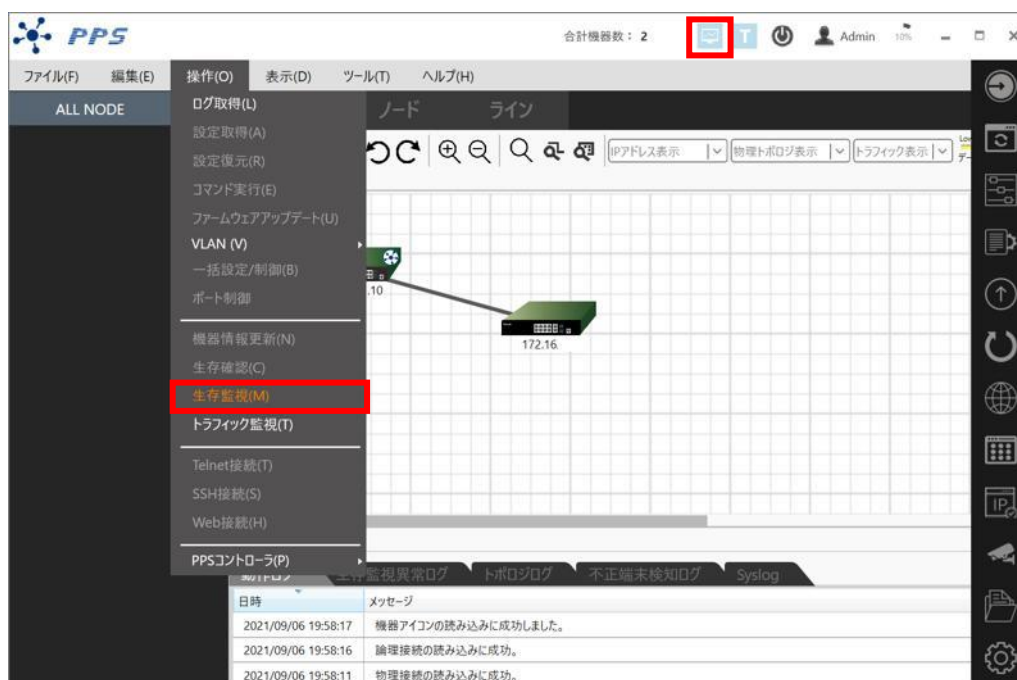 PPS
合計機器数： 2
T
Admin
10%
ファイル(F) 編集(E) 操作(O) 表示(D) ツール(T) ヘルプ(H)
ALL NODE
ノード ライン
ログ取得(L)
設定取得(A)
設定復元(R)
コマンド実行(E)
ファームウェアアップデート(U)
VLAN (V)
一括設定/制御(B)
ポート制御
機器情報更新(N)
生存確認(C)
生存監視(M)
トラフィック監視(T)
Telnet接続(T)
SSH接続(S)
Web接続(H)
PPSコントローラ(P)
IPアドレス表示 物理トポロジ表示 トラフィック表示
.10
172.16.
IP
動作ログ 生存監視異常ログ トポロジログ 不正端末検知ログ Syslog
日時 メッセージ
2021/09/06 19:58:17 機器アイコンの読み込みに成功しました。
2021/09/06 19:58:16 論理接続の読み込みに成功。
2021/09/06 19:58:11 物理接続の読み込みに成功。